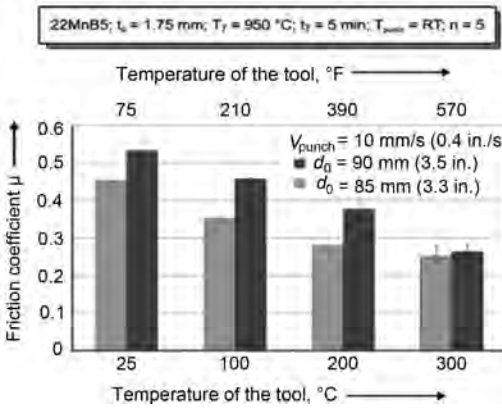 22MnB5; t₀ = 1.75 mm; Tγ = 950 °C; tγ = 5 min; Tpunch = RT; n = 5
Temperature of the tool, °F
75 210 390 570
Friction coefficient μ
0.6
0.5
0.4
0.3
0.2
0.1
0
Vpunch = 10 mm/s (0.4 in./s
d₀ = 90 mm (3.5 in.)
d₀ = 85 mm (3.3 in.)
25 100 200 300
Temperature of the tool, °C